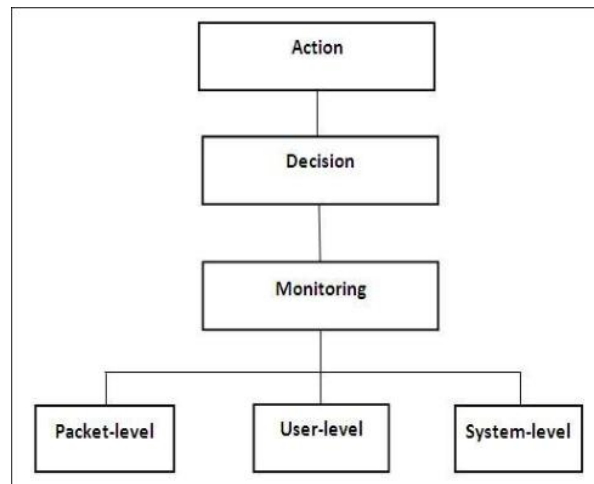 Action
Decision
Monitoring
Packet-level
User-level
System-level